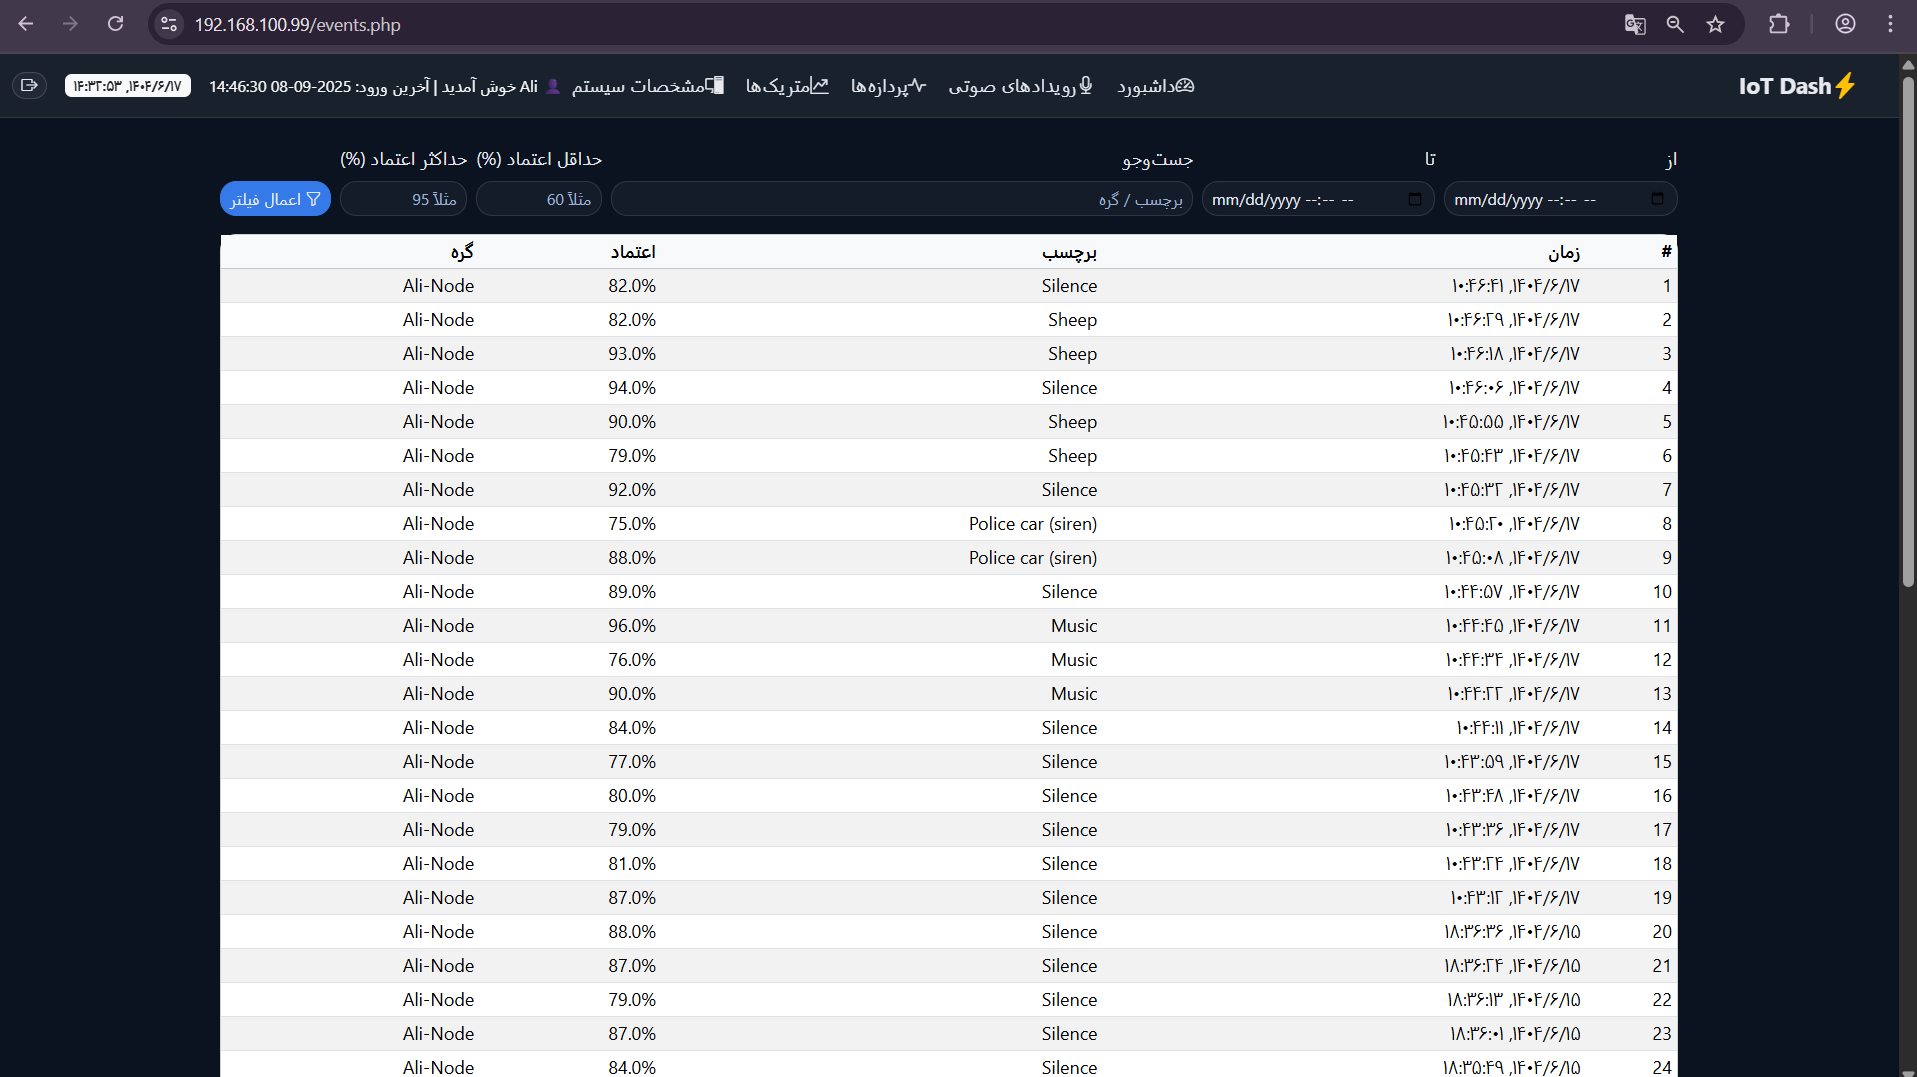 192.168.100.99/events.php
IoT Dash⚡
داشبورد
رویدادهای صوتی
پردازه‌ها
متریک‌ها
مشخصات سیستم
Ali خوش آمدید | آخرین ورود: 2025-09-08 14:46:30
۱۴۰۴/۶/۱۷, ۱۴:۳۲:۵۳
از
تا
جست‌وجو
حداقل اعتماد (%)
حداکثر اعتماد (%)
mm/dd/yyyy --:-- --
mm/dd/yyyy --:-- --
برچسب / گره
مثلاً 60
مثلاً 95
اعمال فیلتر
# زمان برچسب اعتماد گره
1 ۱۴۰۴/۶/۱۷, ۱۰:۴۶:۴۱ Silence 82.0% Ali-Node
2 ۱۴۰۴/۶/۱۷, ۱۰:۴۶:۲۹ Sheep 82.0% Ali-Node
3 ۱۴۰۴/۶/۱۷, ۱۰:۴۶:۱۸ Sheep 93.0% Ali-Node
4 ۱۴۰۴/۶/۱۷, ۱۰:۴۶:۰۶ Silence 94.0% Ali-Node
5 ۱۴۰۴/۶/۱۷, ۱۰:۴۵:۵۵ Sheep 90.0% Ali-Node
6 ۱۴۰۴/۶/۱۷, ۱۰:۴۵:۴۳ Sheep 79.0% Ali-Node
7 ۱۴۰۴/۶/۱۷, ۱۰:۴۵:۳۲ Silence 92.0% Ali-Node
8 ۱۴۰۴/۶/۱۷, ۱۰:۴۵:۲۰ Police car (siren) 75.0% Ali-Node
9 ۱۴۰۴/۶/۱۷, ۱۰:۴۵:۰۸ Police car (siren) 88.0% Ali-Node
10 ۱۴۰۴/۶/۱۷, ۱۰:۴۴:۵۷ Silence 89.0% Ali-Node
11 ۱۴۰۴/۶/۱۷, ۱۰:۴۴:۴۵ Music 96.0% Ali-Node
12 ۱۴۰۴/۶/۱۷, ۱۰:۴۴:۳۴ Music 76.0% Ali-Node
13 ۱۴۰۴/۶/۱۷, ۱۰:۴۴:۲۲ Music 90.0% Ali-Node
14 ۱۴۰۴/۶/۱۷, ۱۰:۴۴:۱۱ Silence 84.0% Ali-Node
15 ۱۴۰۴/۶/۱۷, ۱۰:۴۳:۵۹ Silence 77.0% Ali-Node
16 ۱۴۰۴/۶/۱۷, ۱۰:۴۳:۴۸ Silence 80.0% Ali-Node
17 ۱۴۰۴/۶/۱۷, ۱۰:۴۳:۳۶ Silence 79.0% Ali-Node
18 ۱۴۰۴/۶/۱۷, ۱۰:۴۳:۲۴ Silence 81.0% Ali-Node
19 ۱۴۰۴/۶/۱۷, ۱۰:۴۳:۱۲ Silence 87.0% Ali-Node
20 ۱۴۰۴/۶/۱۵, ۱۸:۳۶:۳۶ Silence 88.0% Ali-Node
21 ۱۴۰۴/۶/۱۵, ۱۸:۳۶:۲۴ Silence 87.0% Ali-Node
22 ۱۴۰۴/۶/۱۵, ۱۸:۳۶:۱۳ Silence 79.0% Ali-Node
23 ۱۴۰۴/۶/۱۵, ۱۸:۳۶:۰۱ Silence 87.0% Ali-Node
24 ۱۴۰۴/۶/۱۵, ۱۸:۳۵:۴۹ Silence 84.0% Ali-Node